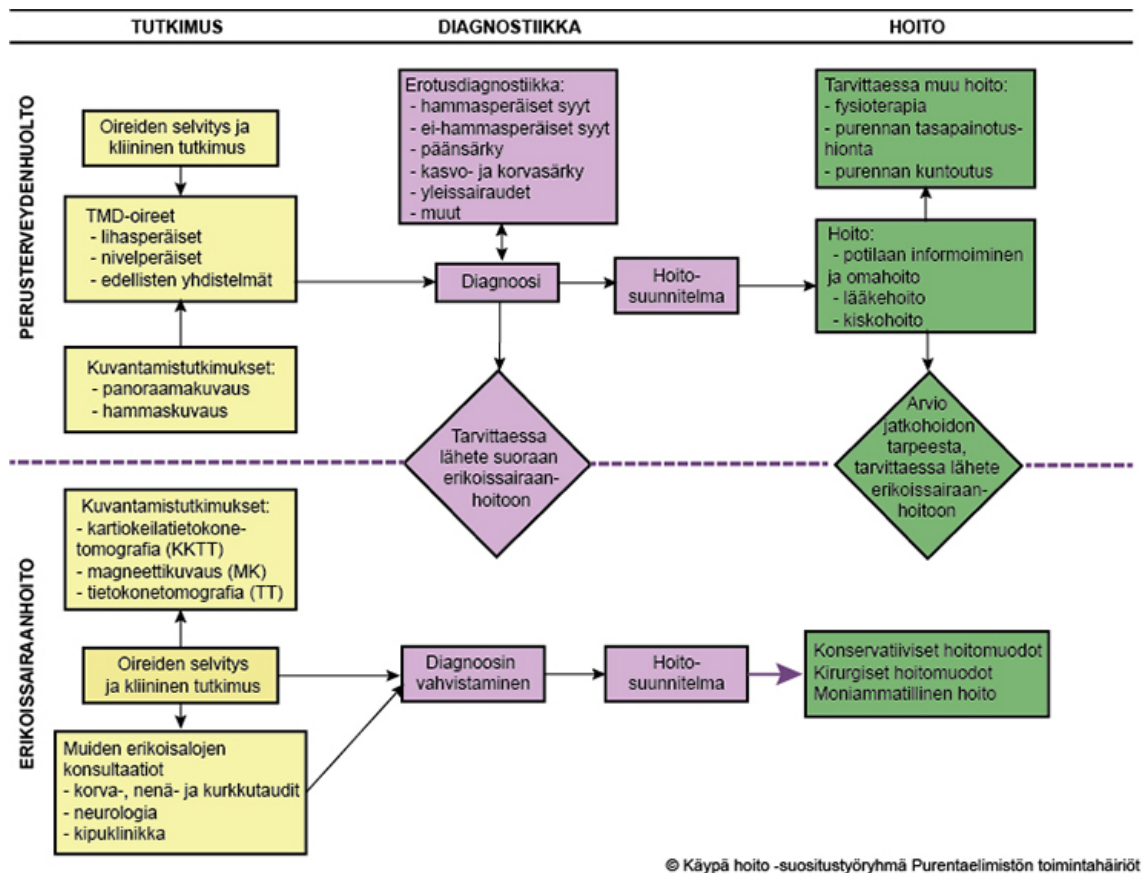 TUTKIMUS
DIAGNOSTIIKKA
HOITO
PERUSTERVEYDENHUOLTO
Oireiden selvitys ja
kliininen tutkimus
TMD-oireet
- lihasperäiset
- nivelperäiset
- edellisten yhdistelmät
Kuvantamistutkimukset:
- panoraamakuvaus
- hammaskuvaus
Erotusdiagnostiikka:
- hammasperäiset syyt
- ei-hammasperäiset syyt
- päänsärky
- kasvo- ja korvasärky
- yleissairaudet
- muut
Diagnoosi
Hoito-
suunnitelma
Tarvittaessa
lähete suoraan
erikoissairaan-
hoitoon
Tarvittaessa muu hoito:
- fysioterapia
- purennan tasapainotus-
hionta
- purennan kuntoutus
Hoito:
- potilaan informoiminen
ja omahoito
- lääkehoito
- kiskohoito
Arvio
jatkohoidon
tarpeesta,
tarvittaessa lähete
erikoissairaan-
hoitoon
ERIKOISSAIRAANHOITO
Kuvantamistutkimukset:
- kartiokeilatietokone-
tomografia (KKTT)
- magneettikuvaus (MK)
- tietokonetomografia (TT)
Oireiden selvitys
ja kliininen tutkimus
Muiden erikoisalojen
konsultaatiot
- korva-, nenä- ja kurkkutaudit
- neurologia
- kipuklinikka
Diagnoosin
vahvistaminen
Hoito-
suunnitelma
Konservatiiviset hoitomuodot
Kirurgiset hoitomuodot
Moniammatillinen hoito
© Käypä hoito -suositustyöryhmä Purentaelimistön toimintahäiriöt